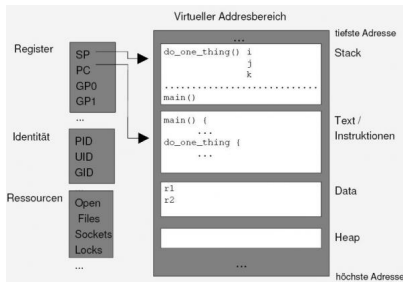 Virtueller Addresbereich
tiefste Adresse
...
Register
SP
PC
GP0
GP1
...
do_one_thing() i
j
k
..............................
main()
Stack
main() {
...
do_one_thing {
...
Text /
Instruktionen
Identität
PID
UID
GID
r1
r2
Data
Ressourcen
Open
Files
Sockets
Locks
...
Heap
...
höchste Adresse